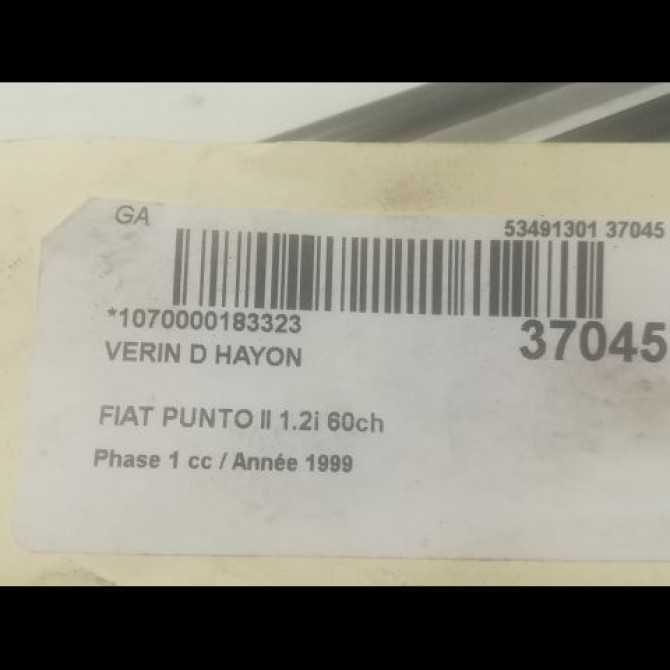 GA
53491301 37045
*1070000183323
37045
VERIN D HAYON
FIAT PUNTO II 1.2i 60ch
Phase 1 cc / Année 1999